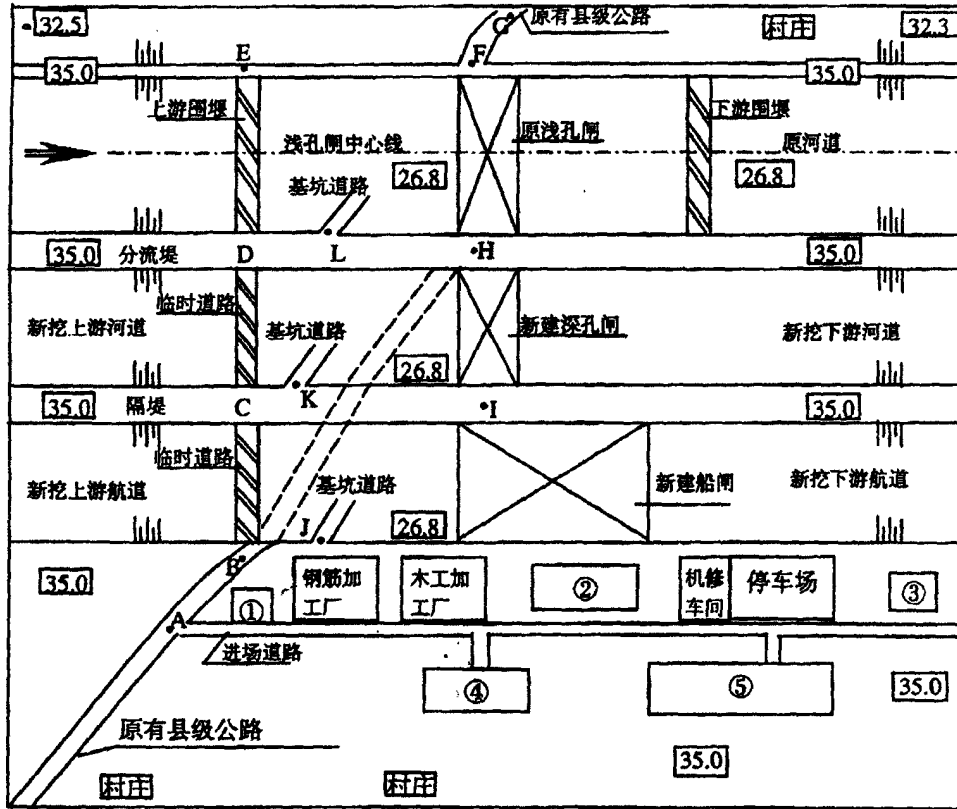 32.5
原有县级公路
村庄
32.3
G
E
F
35.0
35.0
上游围堰
下游围堰
浅孔闸中心线
原浅孔闸
原河道
26.8
26.8
基坑道路
35.0
分流堤
D
L
H
35.0
临时道路
新挖上游河道
基坑道路
新建深孔闸
新挖下游河道
26.8
35.0
隔堤
C
K
I
35.0
临时道路
新挖上游航道
基坑道路
新建船闸
新挖下游航道
J
26.8
35.0
B
①
钢筋加
工厂
木工加
工厂
②
机修
车间
停车场
③
A
进场道路
④
⑤
35.0
原有县级公路
35.0
村庄
村庄